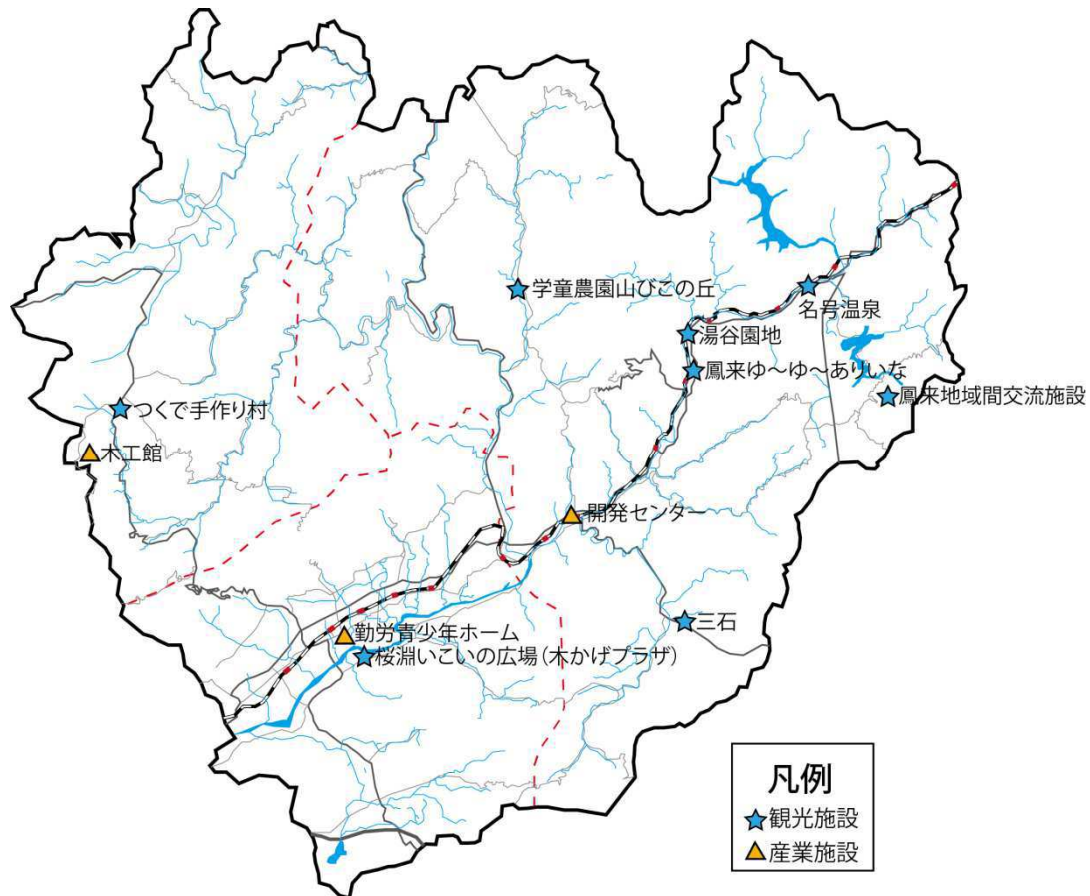 学童農園山びこの丘
名号温泉
湯谷園地
鳳来ゆ～ゆ～ありいな
鳳来地域間交流施設
つくで手作り村
木工館
開発センター
三石
勤労青少年ホーム
桜淵いこいの広場(木かげプラザ)
凡例
観光施設
産業施設